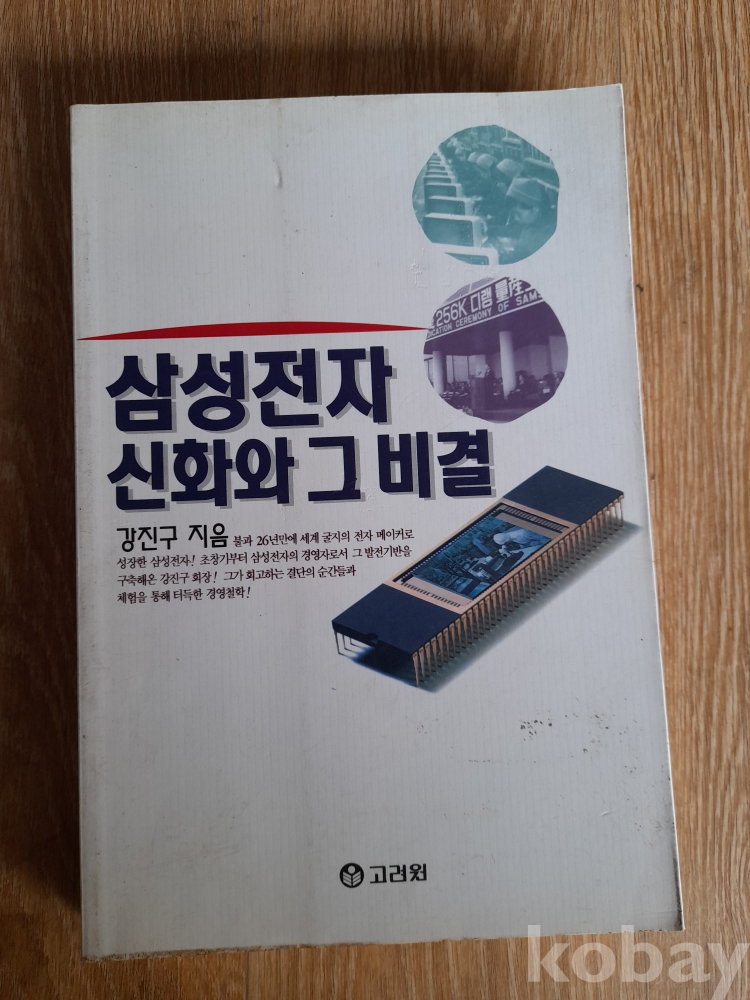 256K 디램 量産
ICATION CEREMONY OF SAMS
삼성전자
신화와 그 비결
강진구 지음 불과 26년만에 세계 굴지의 전자 메이커로
성장한 삼성전자! 초창기부터 삼성전자의 경영자로서 그 발전기반을
구축해온 강진구 회장! 그가 회고하는 결단의 순간들과
체험을 통해 터득한 경영철학!
고려원
kobay